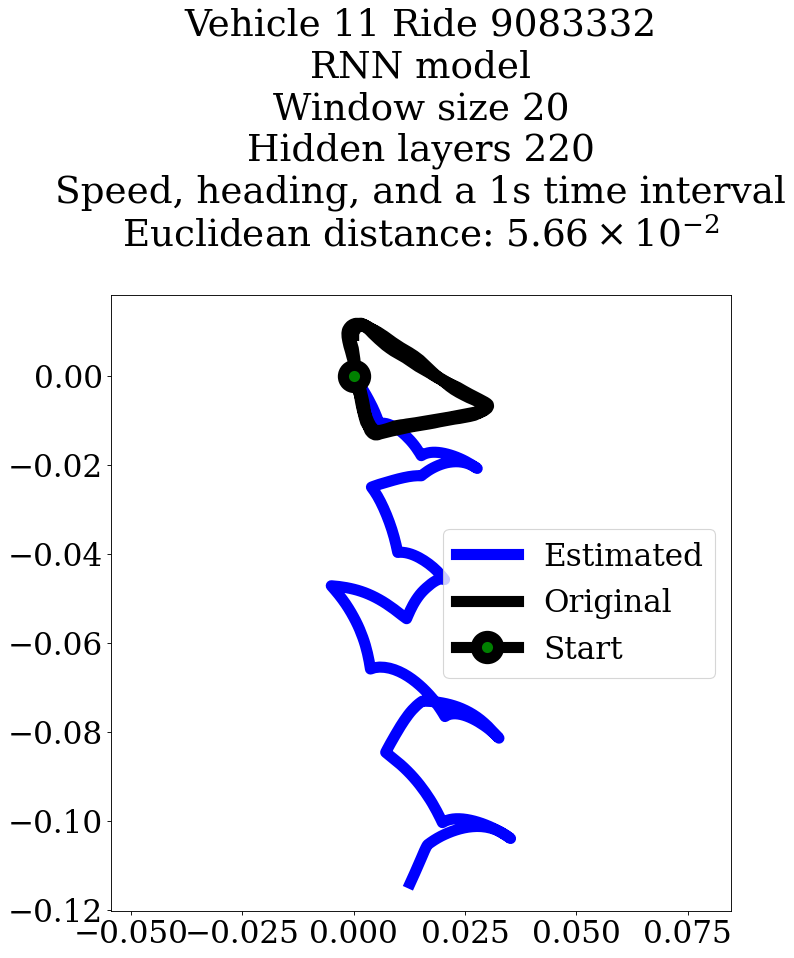 Vehicle 11 Ride 9083332
RNN model
Window size 20
Hidden layers 220
Speed, heading, and a 1s time interval
Euclidean distance: 5.66 × 10⁻²
0.00
−0.02
−0.04
−0.06
−0.08
−0.10
−0.12
Estimated
Original
Start
−0.050 −0.025 0.000 0.025 0.050 0.075